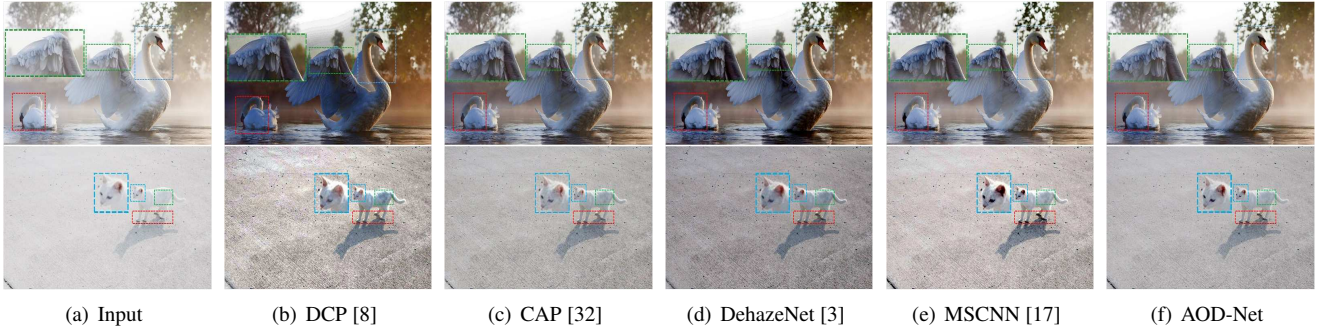 (a) Input
(b) DCP [8]
(c) CAP [32]
(d) DehazeNet [3]
(e) MSCNN [17]
(f) AOD-Net